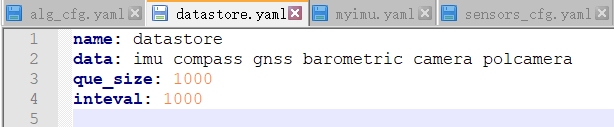 alg_cfg.yaml datastore.yaml myimu.yaml sensors_cfg.yaml
1 name: datastore
2 data: imu compass gnss barometric camera polcamera
3 que_size: 1000
4 inteval: 1000
5